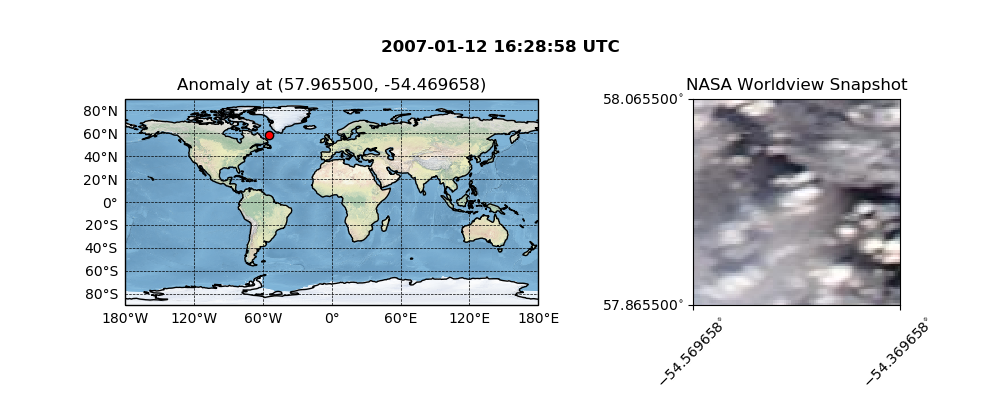 2007-01-12 16:28:58 UTC
Anomaly at (57.965500, -54.469658)
80°N
60°N
40°N
20°N
0°
20°S
40°S
60°S
80°S
180°W 120°W 60°W 0° 60°E 120°E 180°E
NASA Worldview Snapshot
58.065500°
57.865500°
−54.569658°
−54.369658°